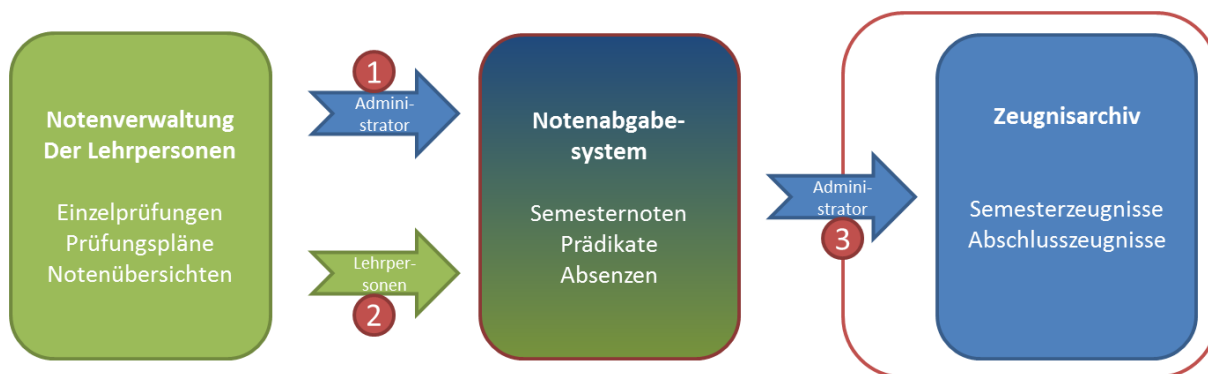 Notenverwaltung
Der Lehrpersonen
Einzelprüfungen
Prüfungspläne
Notenübersichten
1
Admini-
strator
Lehrper-
sonen
2
Notenabgabe-
system
Semesternoten
Prädikate
Absenzen
Admini-
strator
3
Zeugnisarchiv
Semesterzeugnisse
Abschlusszeugnisse